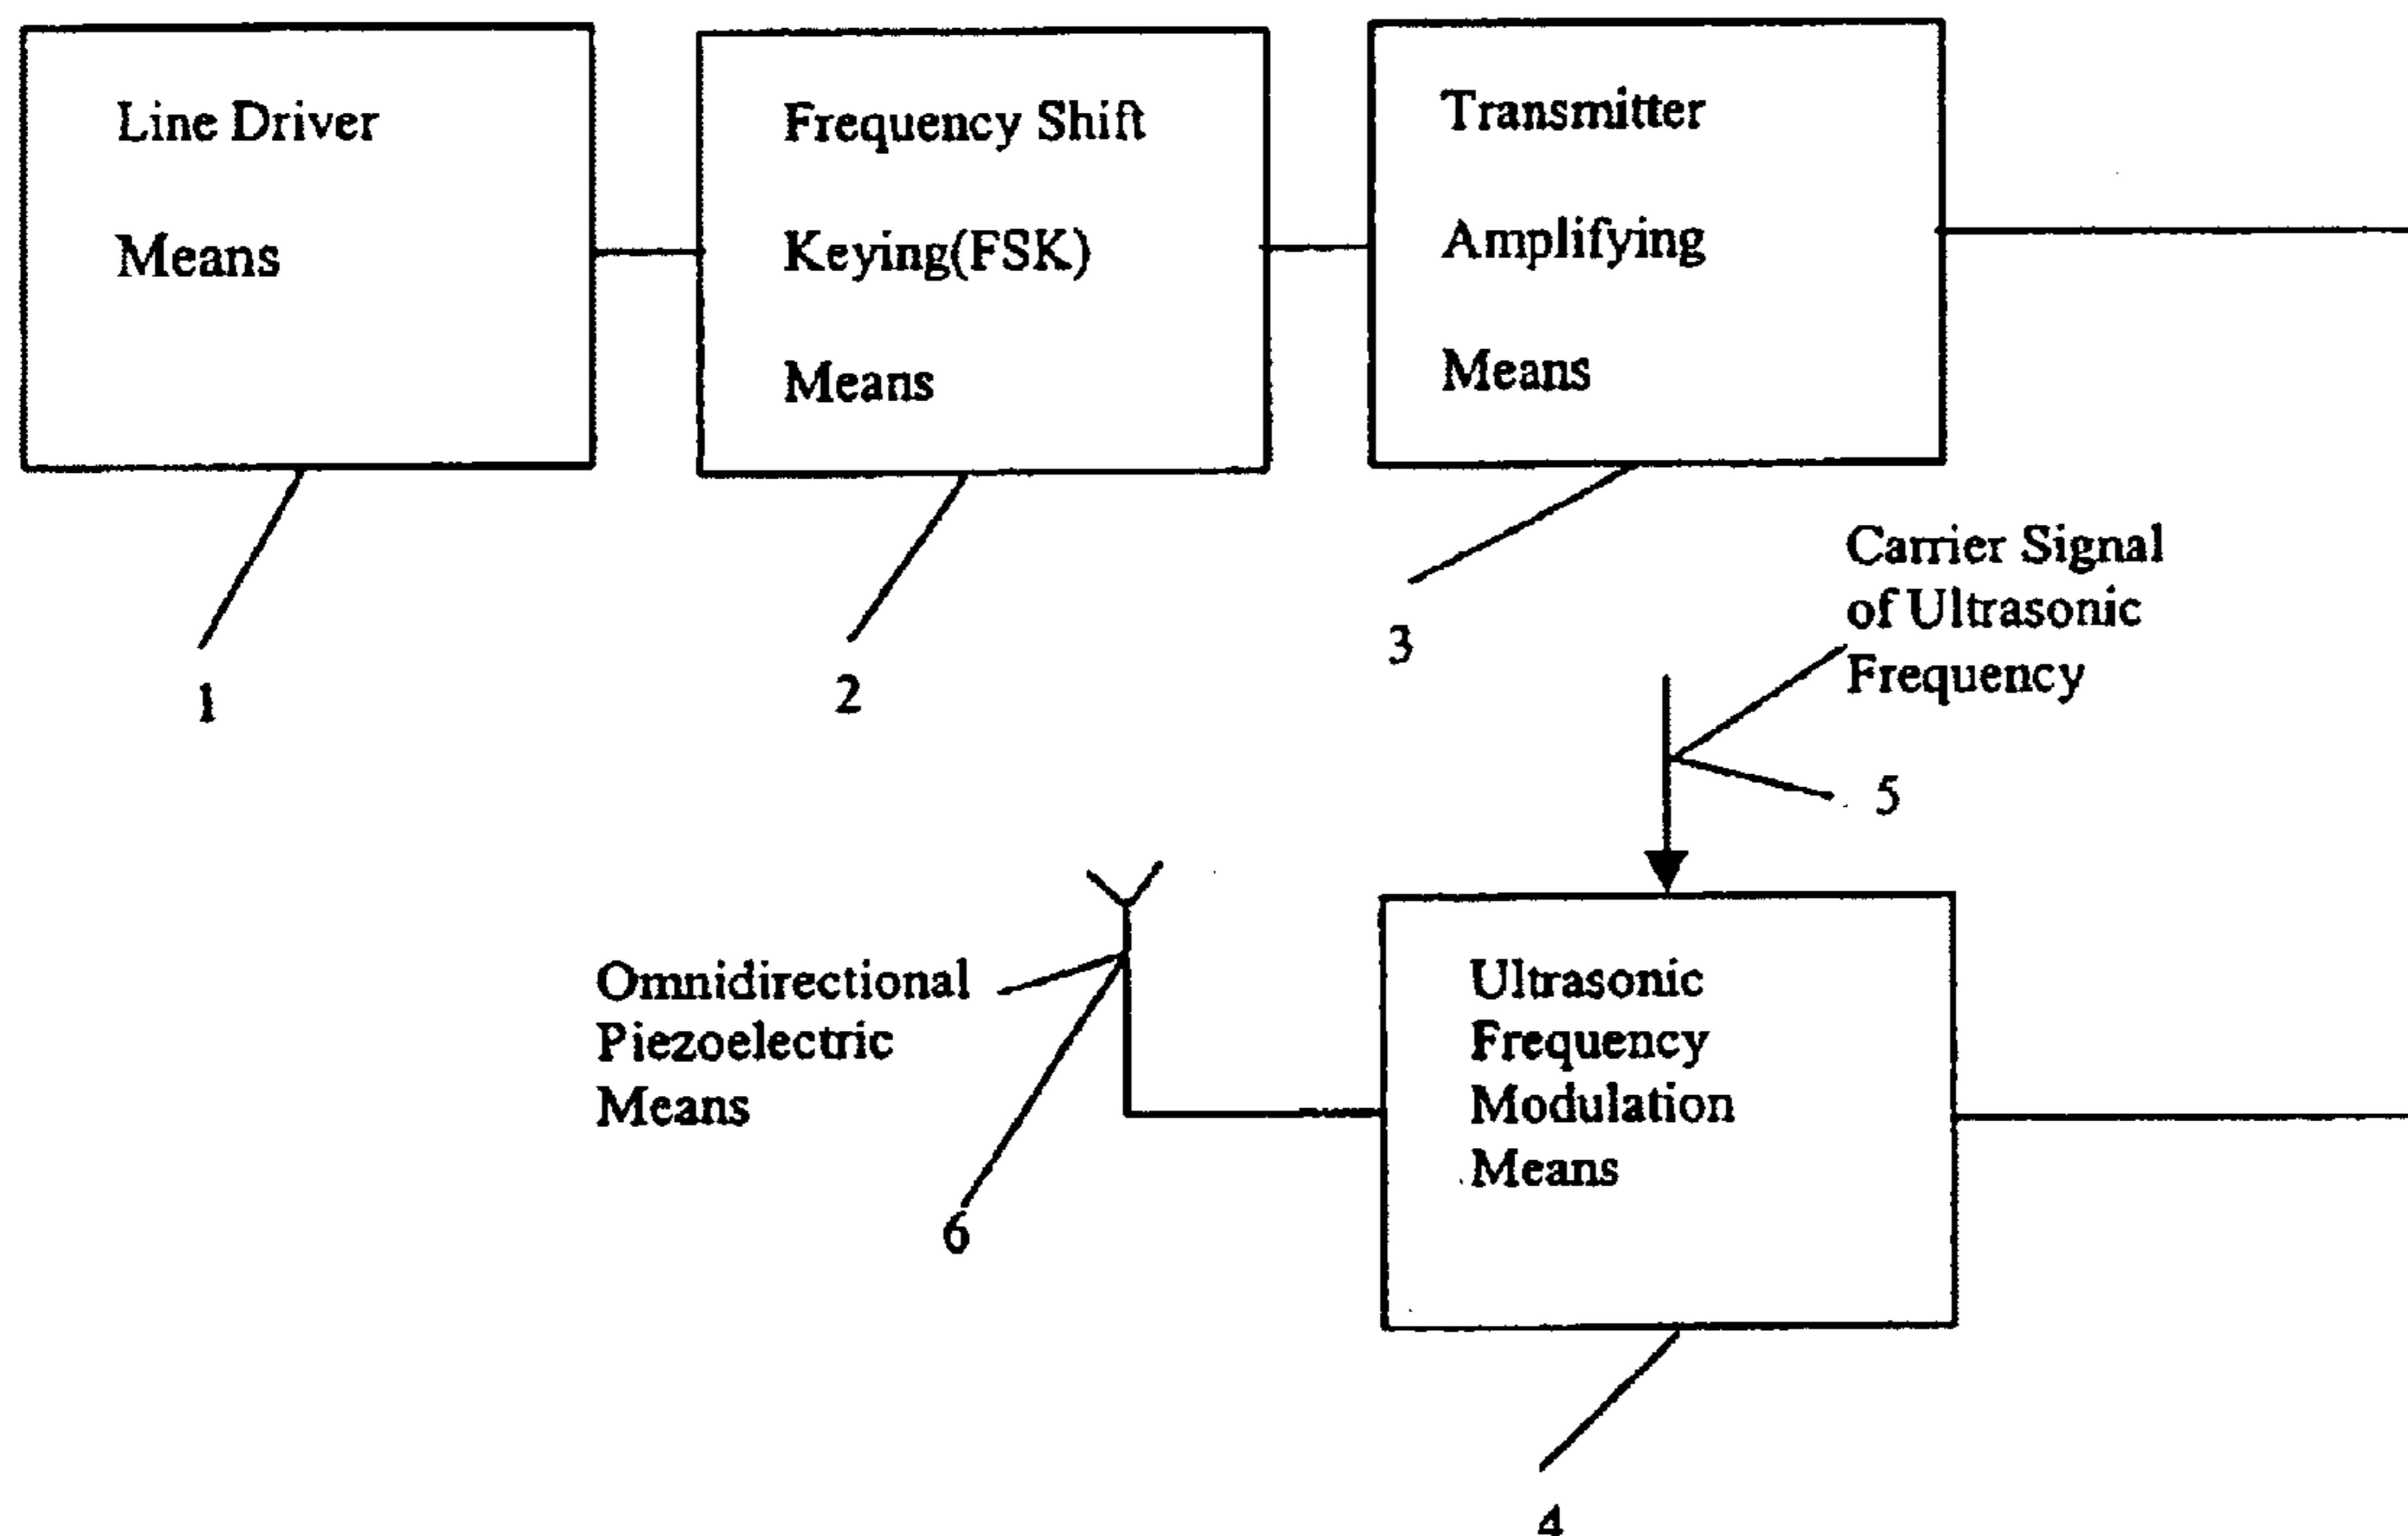 Line Driver
Means
1
Frequency Shift
Keying(FSK)
Means
2
Transmitter
Amplifying
Means
3
Carrier Signal
of Ultrasonic
Frequency
5
Omnidirectional
Piezoelectric
Means
6
Ultrasonic
Frequency
Modulation
Means
4